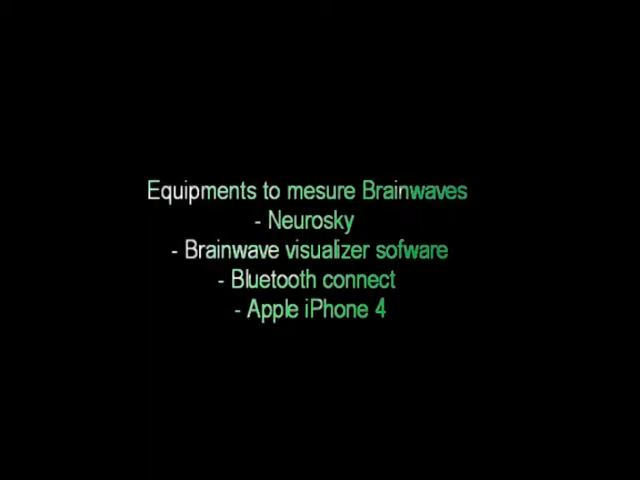 Equipments to mesure Brainwaves
- Neurosky
- Brainwave visualizer sofware
- Bluetooth connect
- Apple iPhone 4